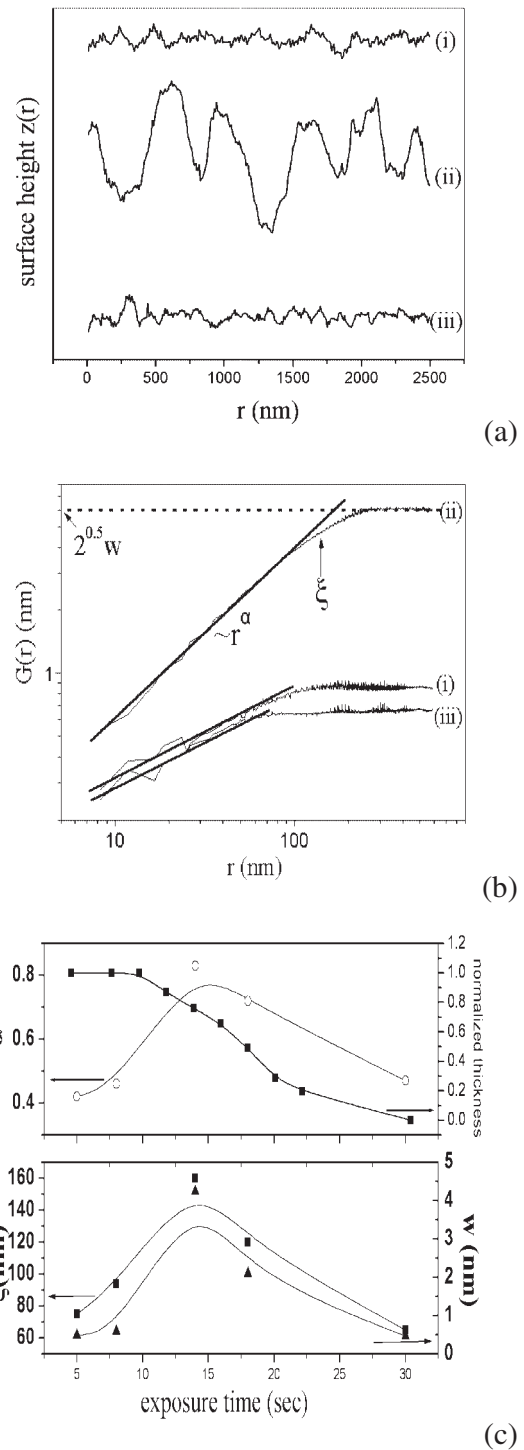 surface height z(r)
(i)
(ii)
(iii)
0 500 1000 1500 2000 2500
r (nm)
(a)
2^0.5 w
(ii)
ξ
~r^α
G(r) (nm)
1
(i)
(iii)
10 100
r (nm)
(b)
0.8
0.6
0.4
1.2
1.0
0.8
0.6
0.4
0.2
0.0
normalized thickness
160
140
120
100
80
60
5
4
3
2
1
0
w (nm)
5 10 15 20 25 30
exposure time (sec)
(c)